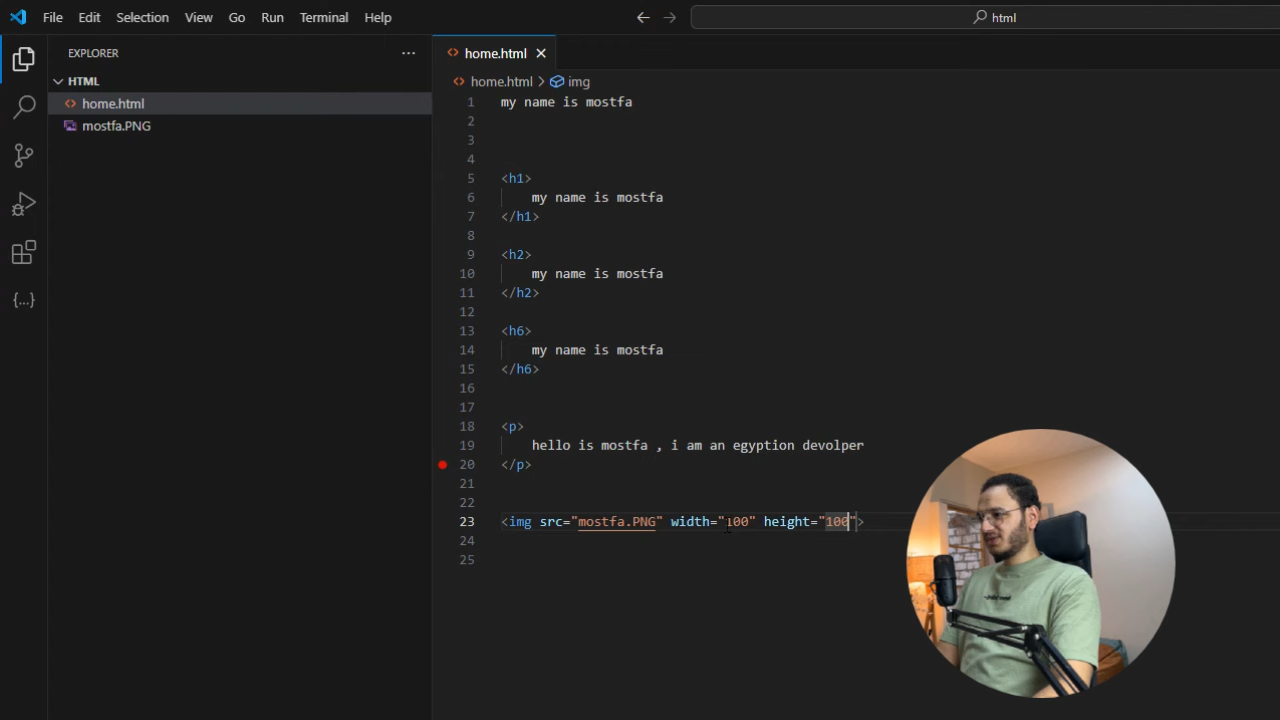 File Edit Selection View Go Run Terminal Help
html
EXPLORER
HTML
home.html
mostfa.PNG
home.html
home.html > img
1 my name is mostfa
2
3
4
5 <h1>
6 my name is mostfa
7 </h1>
8
9 <h2>
10 my name is mostfa
11 </h2>
12
13 <h6>
14 my name is mostfa
15 </h6>
16
17
18 <p>
19 hello is mostfa , i am an egyption devolper
20 </p>
21
22
23 <img src="mostfa.PNG" width="100" height="100">
24
25